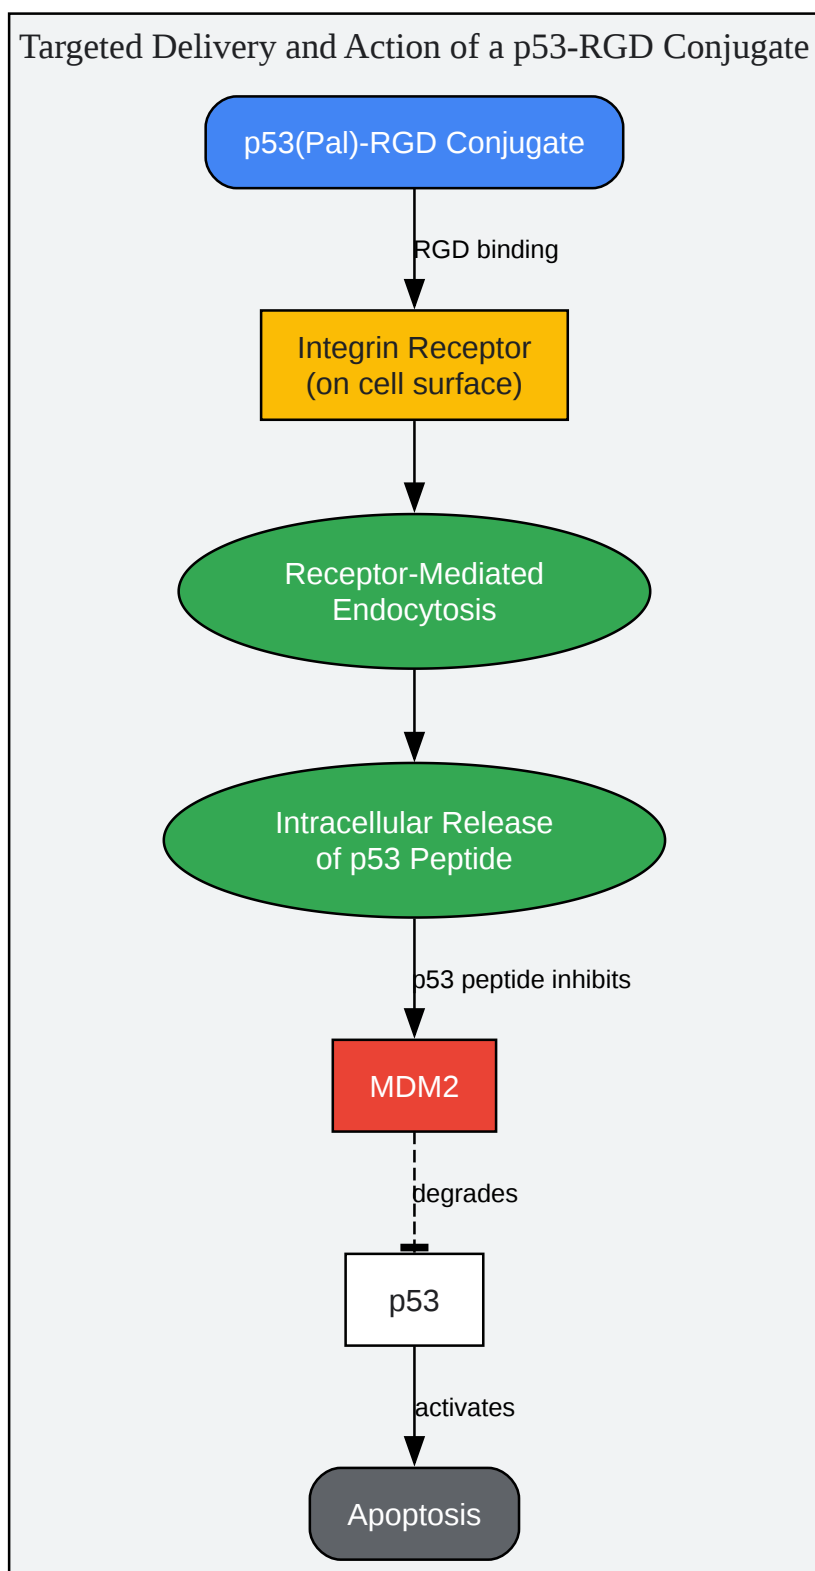 Targeted Delivery and Action of a p53-RGD Conjugate
p53(Pal)-RGD Conjugate
RGD binding
Integrin Receptor
(on cell surface)
Receptor-Mediated
Endocytosis
Intracellular Release
of p53 Peptide
p53 peptide inhibits
MDM2
degrades
p53
activates
Apoptosis